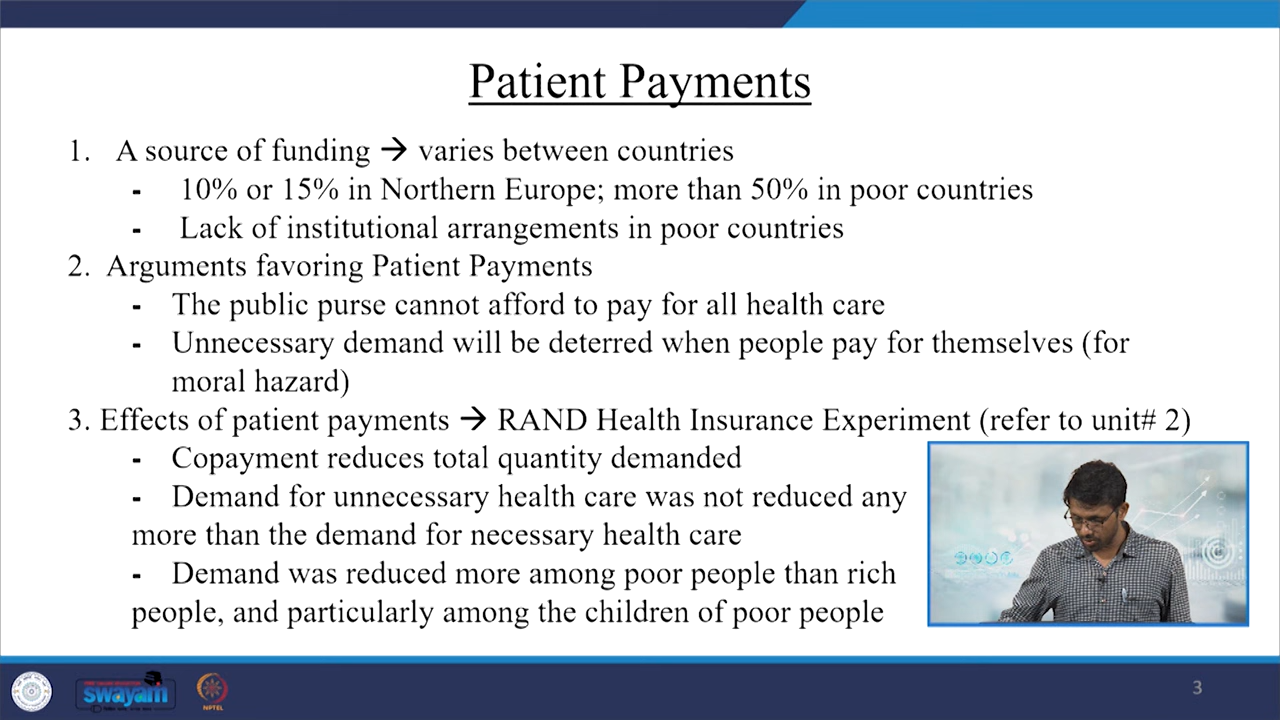 Patient Payments
1. A source of funding → varies between countries
- 10% or 15% in Northern Europe; more than 50% in poor countries
- Lack of institutional arrangements in poor countries
2. Arguments favoring Patient Payments
- The public purse cannot afford to pay for all health care
- Unnecessary demand will be deterred when people pay for themselves (for
moral hazard)
3. Effects of patient payments → RAND Health Insurance Experiment (refer to unit# 2)
- Copayment reduces total quantity demanded
- Demand for unnecessary health care was not reduced any
more than the demand for necessary health care
- Demand was reduced more among poor people than rich
people, and particularly among the children of poor people
swayam
NPTEL
3